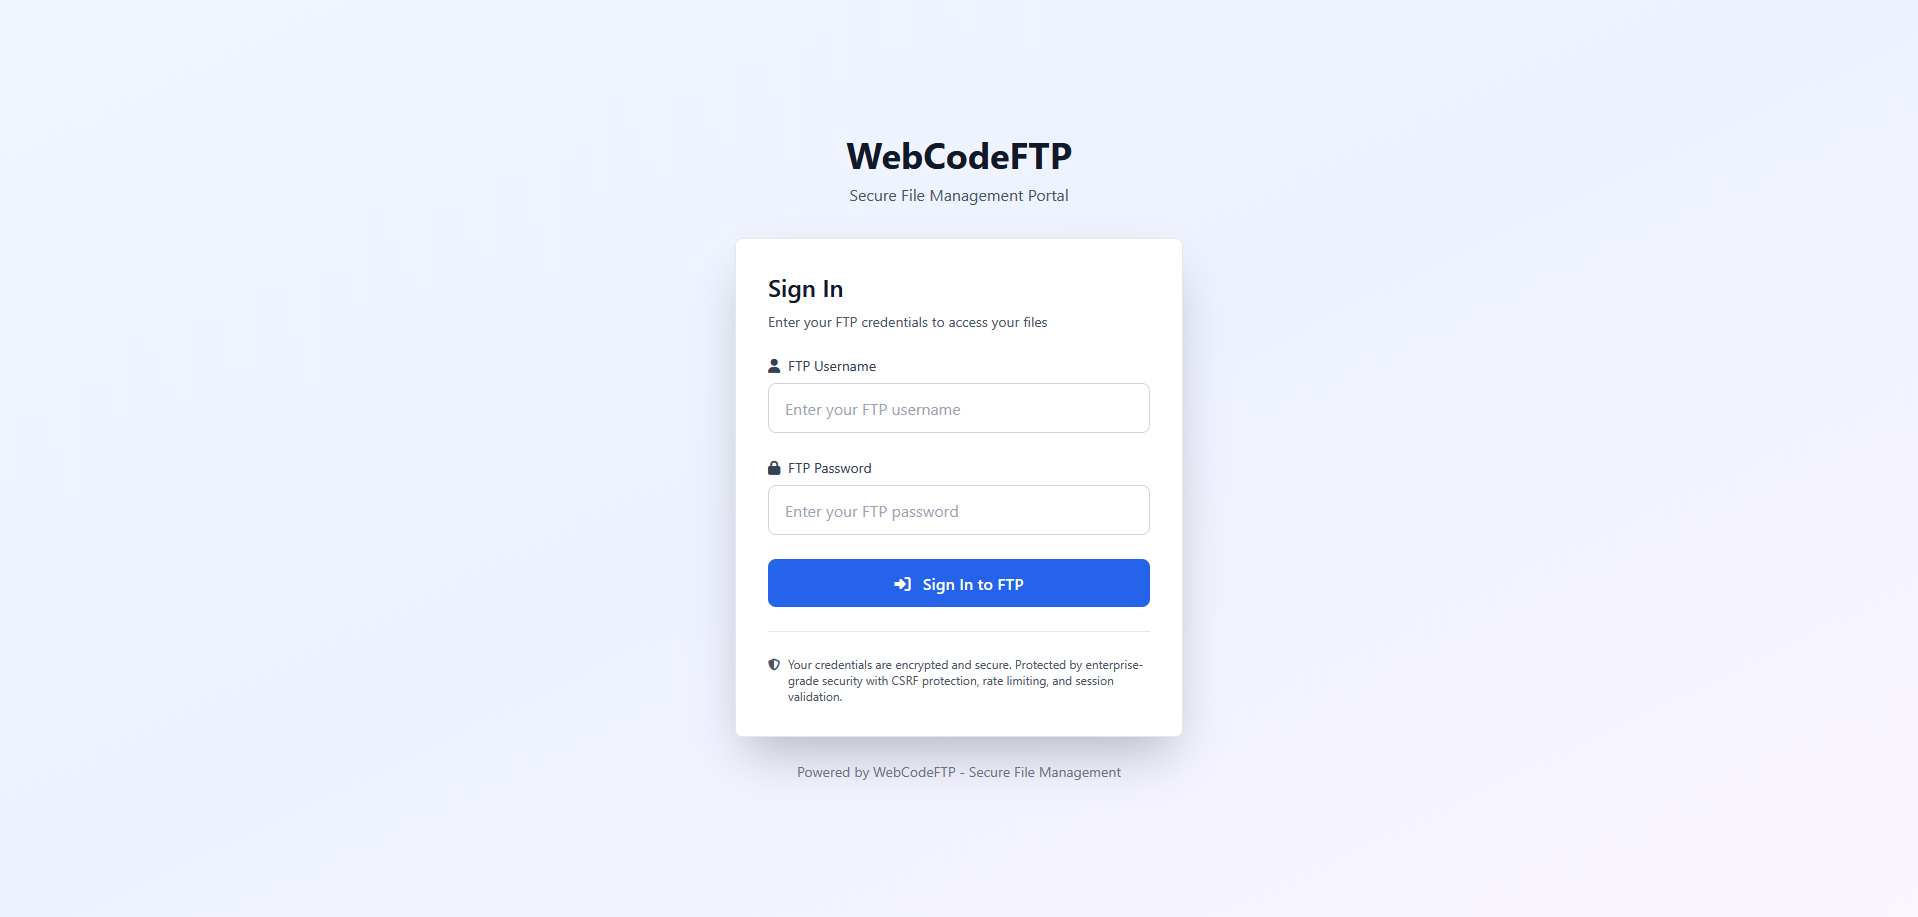 WebCodeFTP
Secure File Management Portal
Sign In
Enter your FTP credentials to access your files
FTP Username
Enter your FTP username
FTP Password
Enter your FTP password
Sign In to FTP
Your credentials are encrypted and secure. Protected by enterprise-
grade security with CSRF protection, rate limiting, and session
validation.
Powered by WebCodeFTP - Secure File Management